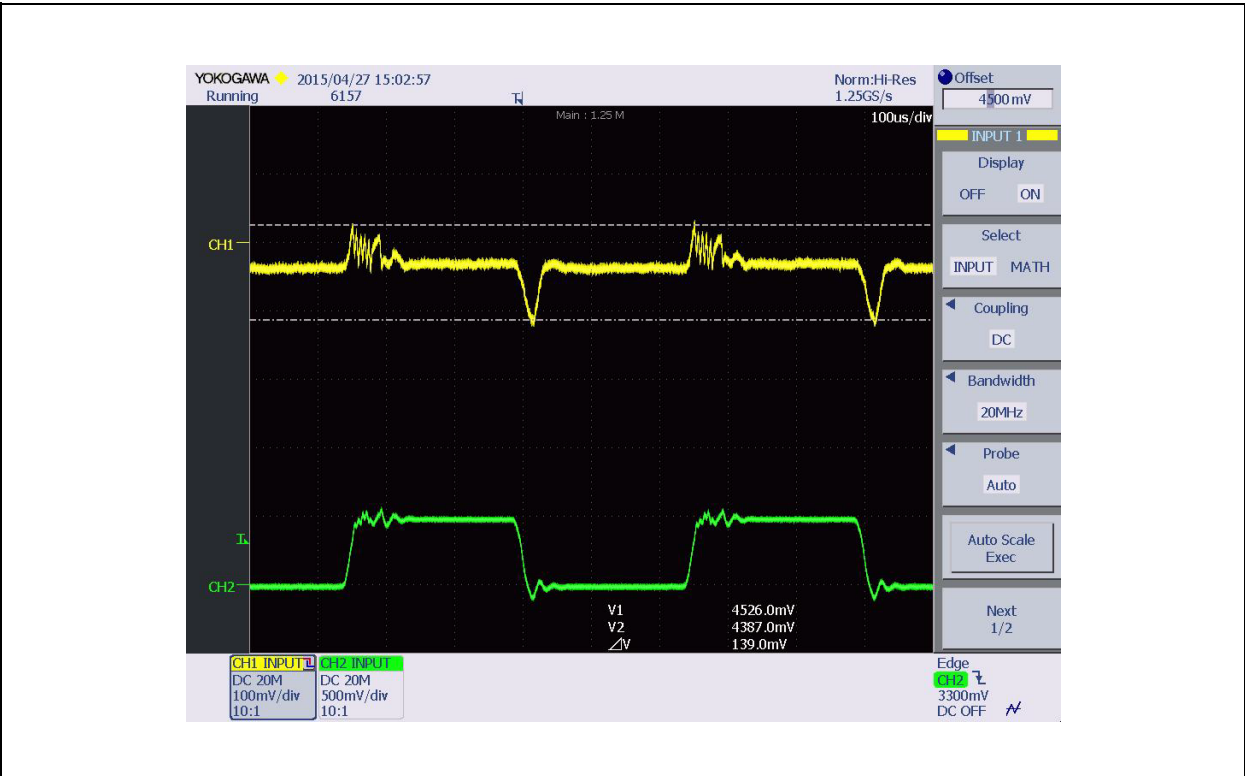 YOKOGAWA 2015/04/27 15:02:57 Norm:Hi-Res
Running 6157 1.25GS/s
Main : 1.25 M 100us/div
Offset
4500 mV
INPUT 1
Display
OFF ON
Select
INPUT MATH
Coupling
DC
Bandwidth
20MHz
Probe
Auto
Auto Scale
Exec
Next
1/2
CH1
CH2
V1 4526.0mV
V2 4387.0mV
⊿V 139.0mV
CH1 INPUT
DC 20M
100mV/div
10:1
CH2 INPUT
DC 20M
500mV/div
10:1
Edge
CH2
3300mV
DC OFF